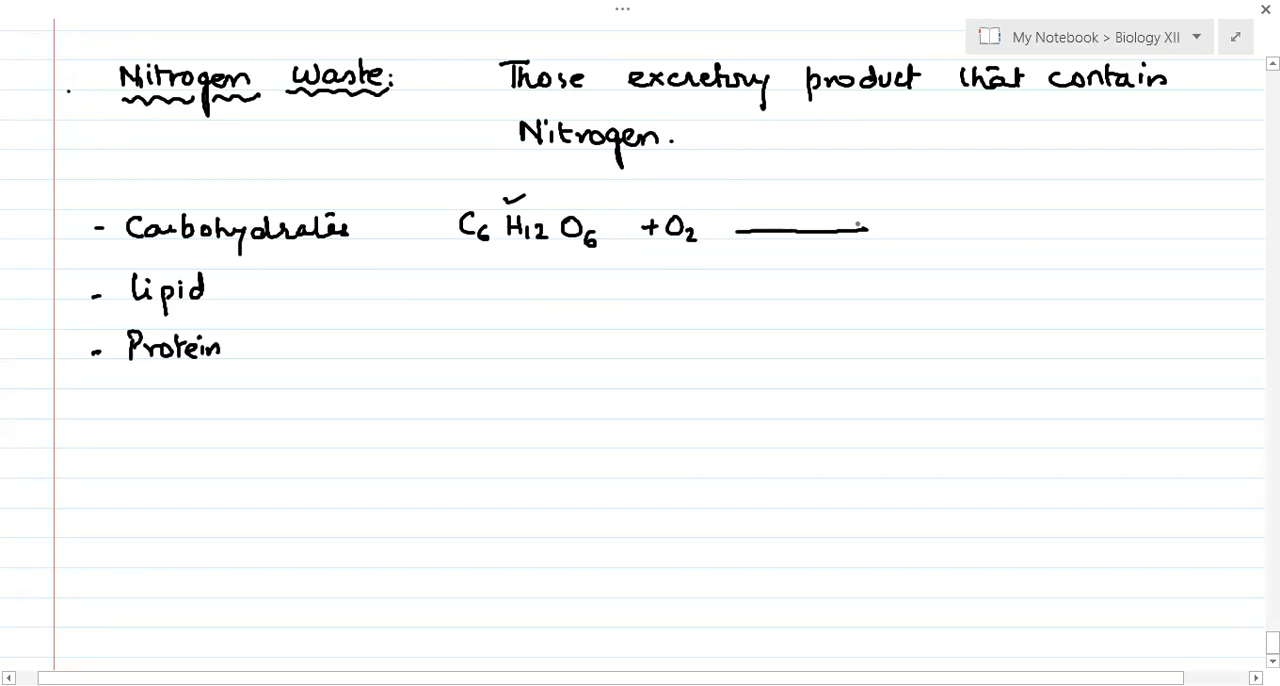 My Notebook > Biology XII
Nitrogen Waste: Those excretory product that contain
Nitrogen.
- Carbohydrates C6 H12 O6 + O2
- Lipid
- Protein